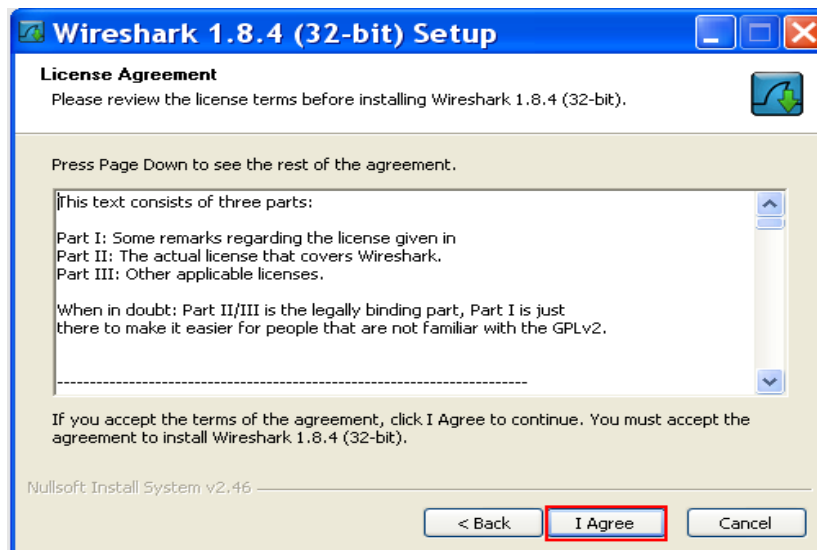 Wireshark 1.8.4 (32-bit) Setup
License Agreement
Please review the license terms before installing Wireshark 1.8.4 (32-bit).
Press Page Down to see the rest of the agreement.
This text consists of three parts:
Part I: Some remarks regarding the license given in
Part II: The actual license that covers Wireshark.
Part III: Other applicable licenses.
When in doubt: Part II/III is the legally binding part, Part I is just
there to make it easier for people that are not familiar with the GPLv2.
------------------------------------------------------------------------
If you accept the terms of the agreement, click I Agree to continue. You must accept the
agreement to install Wireshark 1.8.4 (32-bit).
Nullsoft Install System v2.46
< Back I Agree Cancel